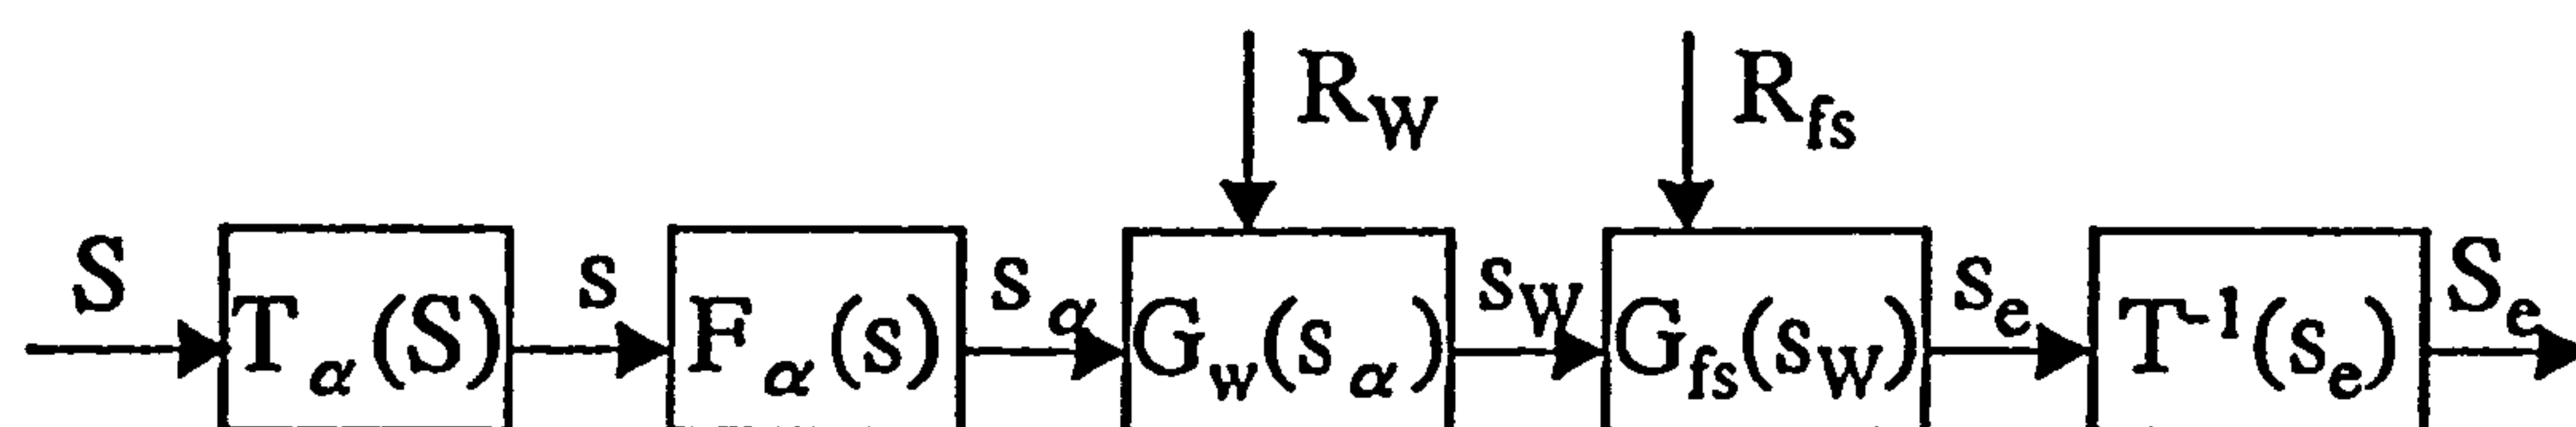 R_W R_fs
S T_α(S) s F_α(s) s_α G_w(s_α) s_W G_fs(s_W) s_e T^-1(s_e) S_e